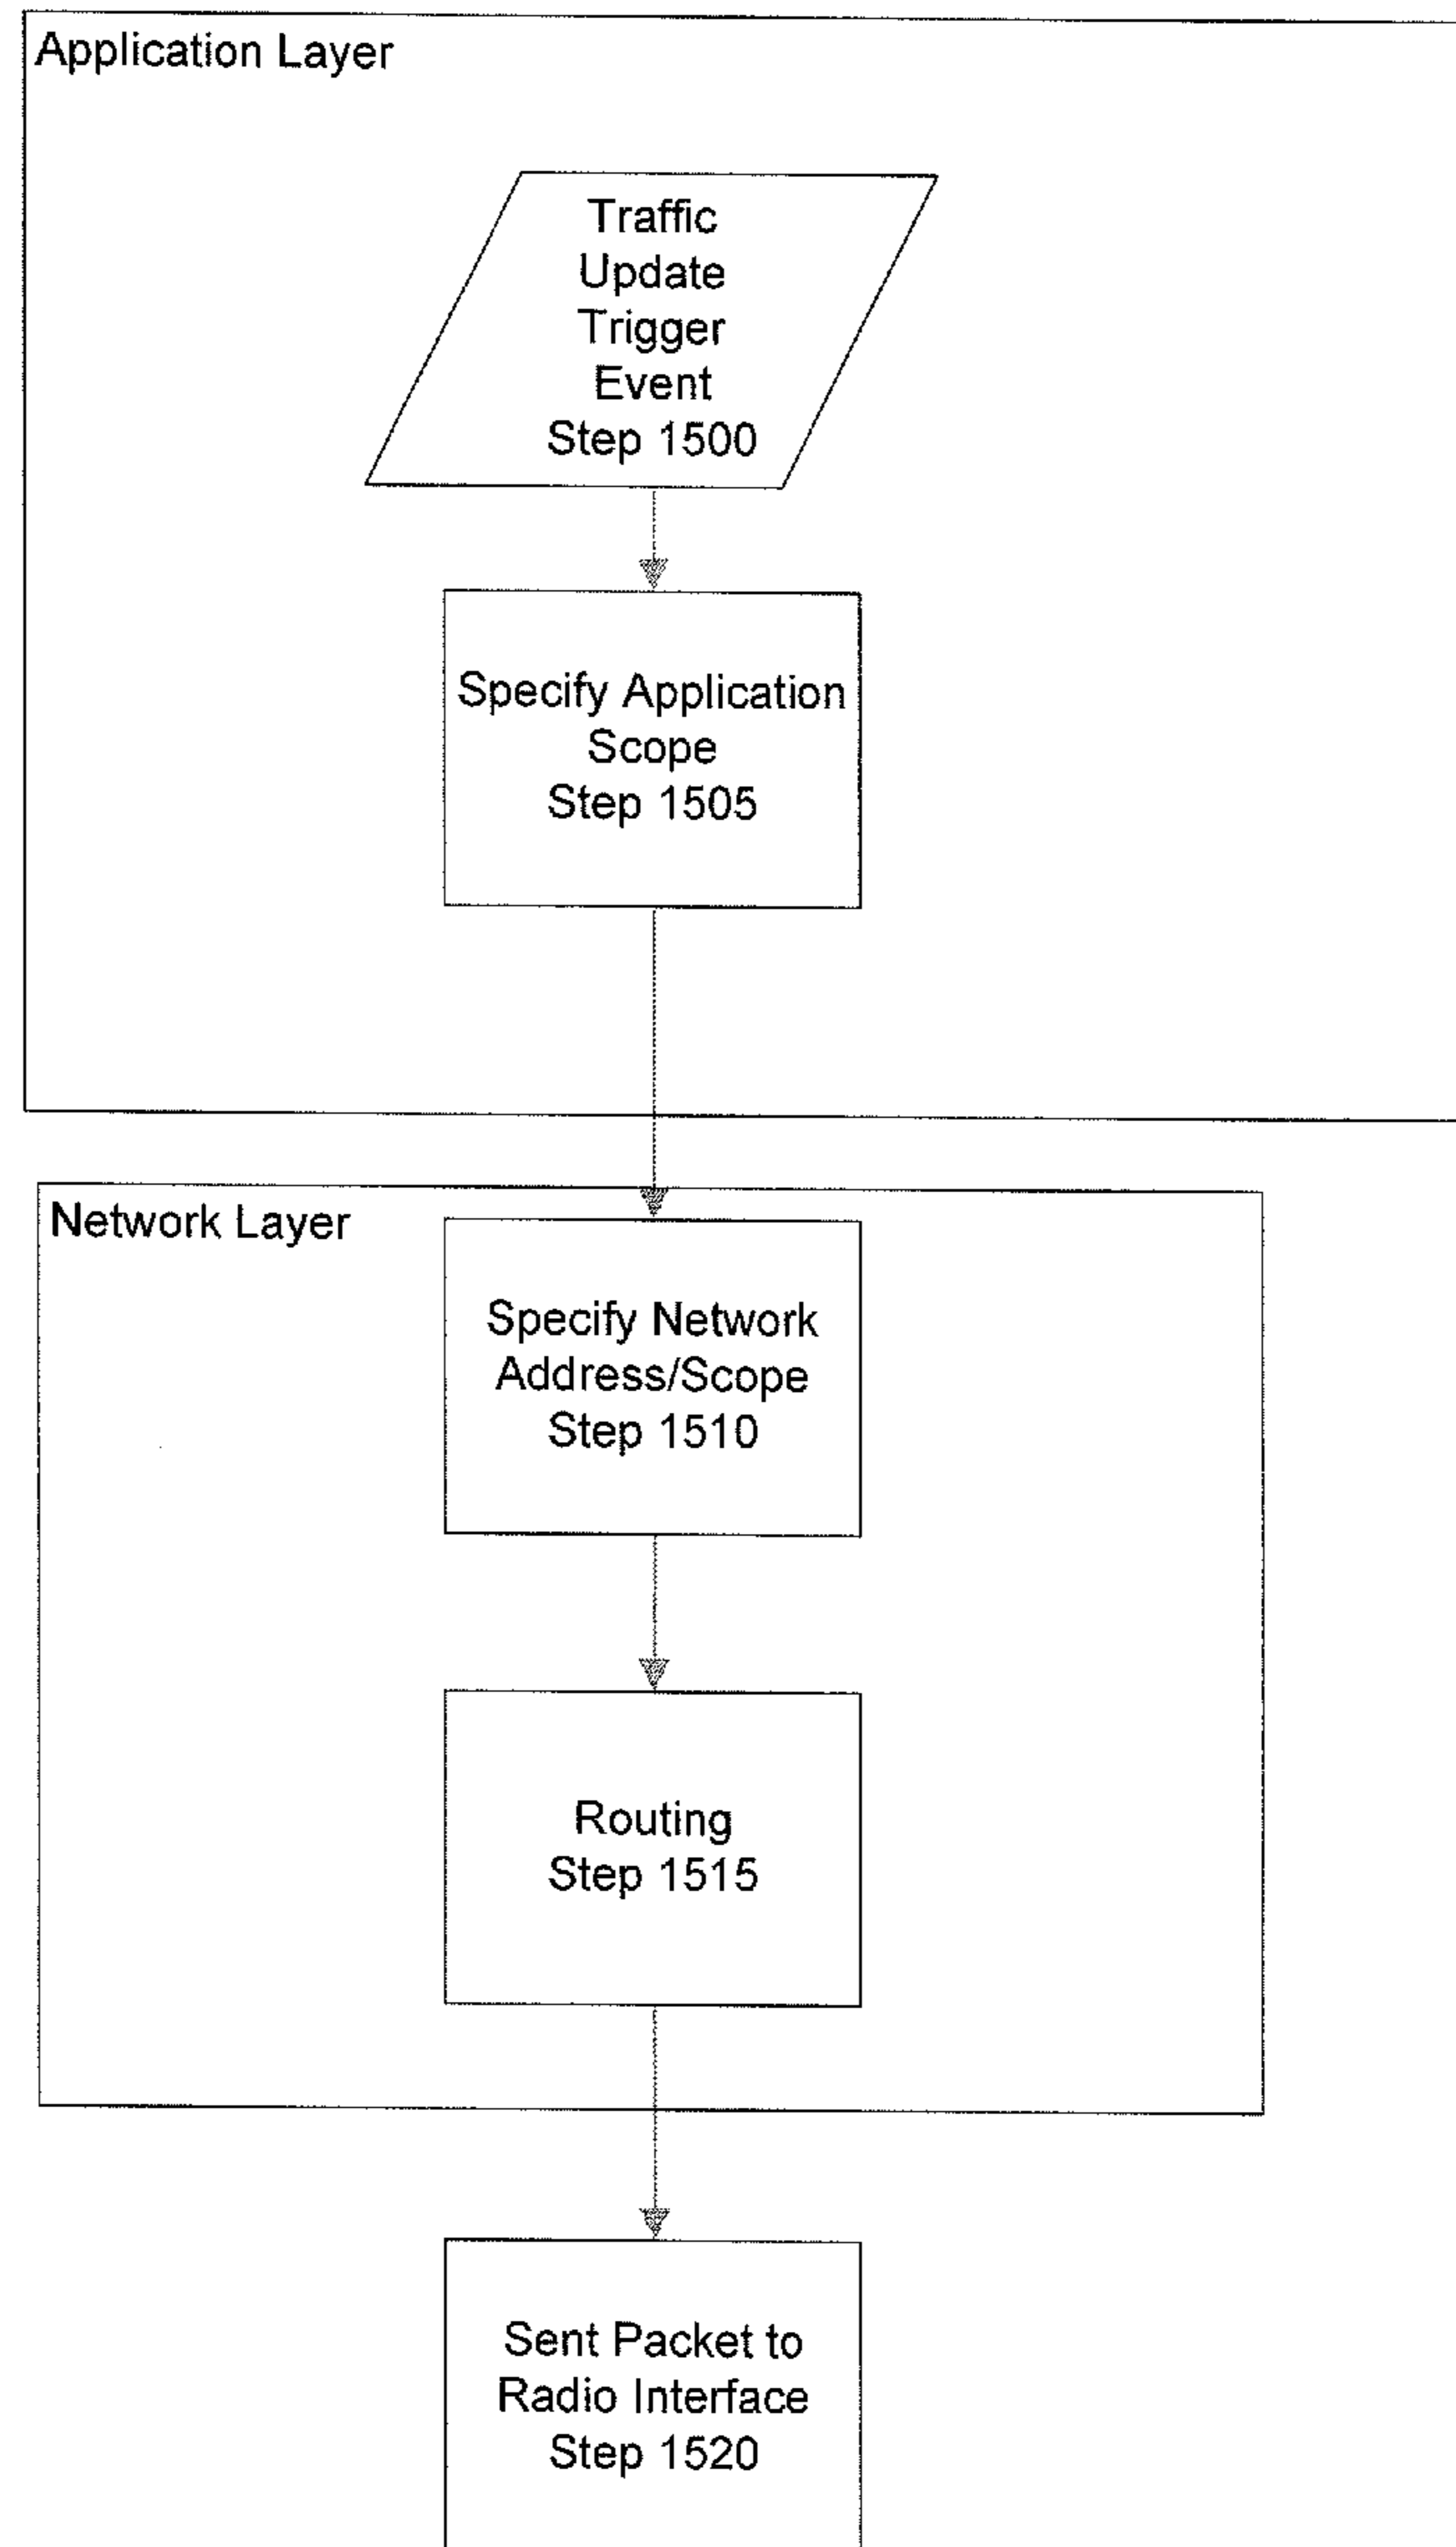 Application Layer
Traffic
Update
Trigger
Event
Step 1500
Specify Application
Scope
Step 1505
Network Layer
Specify Network
Address/Scope
Step 1510
Routing
Step 1515
Sent Packet to
Radio Interface
Step 1520